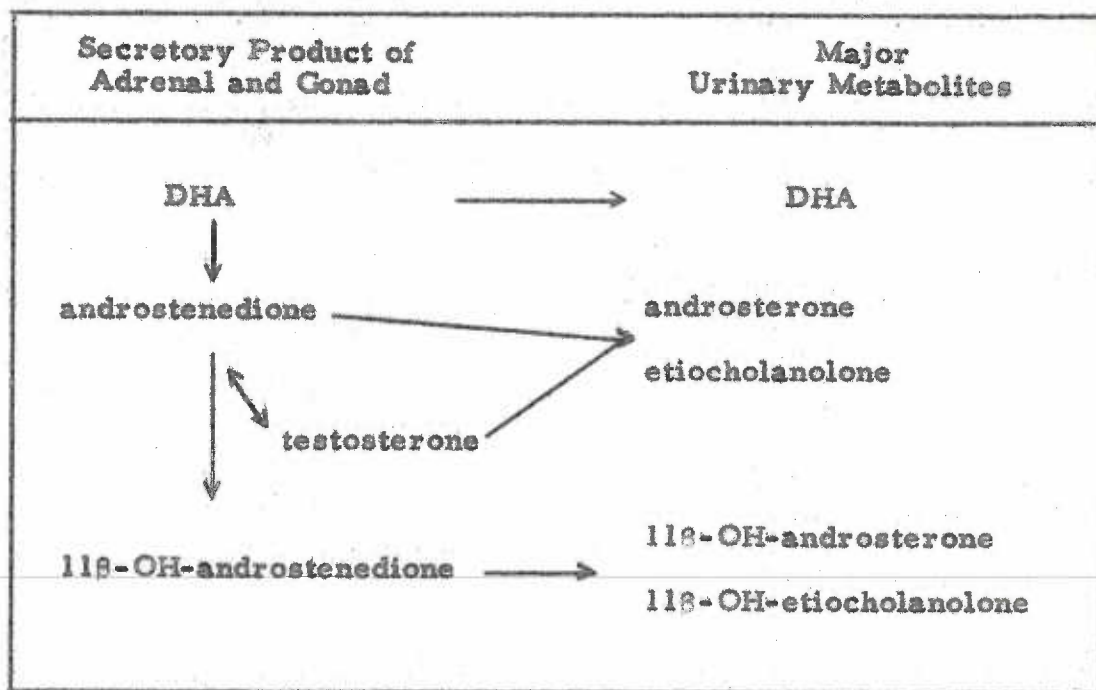 Secretory Product of
Adrenal and Gonad
Major
Urinary Metabolites
DHA
DHA
androstenedione
androsterone
etiocholanolone
testosterone
11β-OH-androsterone
11β-OH-androstenedione
11β-OH-etiocholanolone